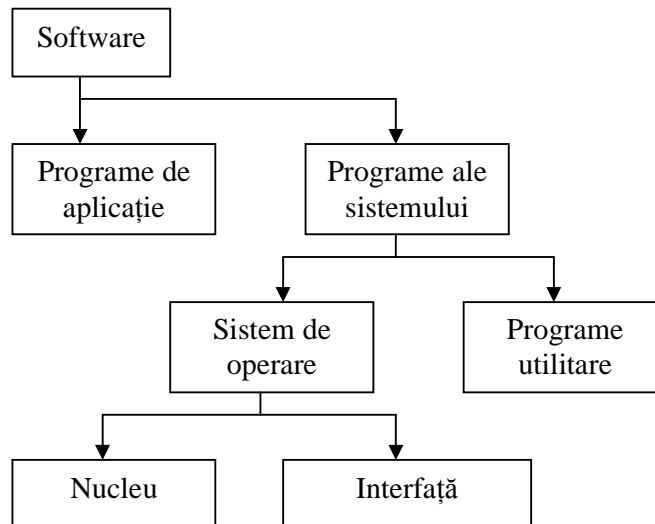 Software
Programe de
aplicație
Programe ale
sistemului
Sistem de
operare
Programe
utilitare
Nucleu
Interfață